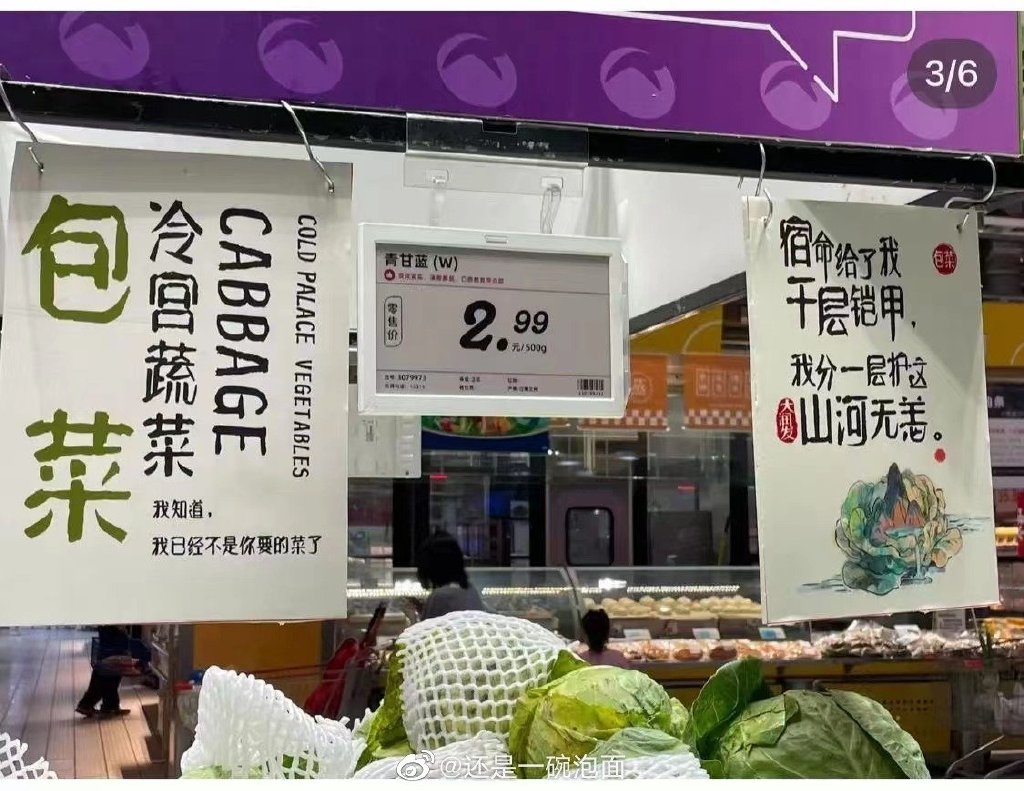 3/6
包菜
冷宫蔬菜
CABBAGE
COLD PALACE VEGETABLES
我知道，
我已经不是你要的菜了
青甘蓝 (W)
零售价
2.99
元/500g
宿命给了我
千层铠甲，
我分一层护这
山河无恙。
包菜
大润发
@还是一碗泡面